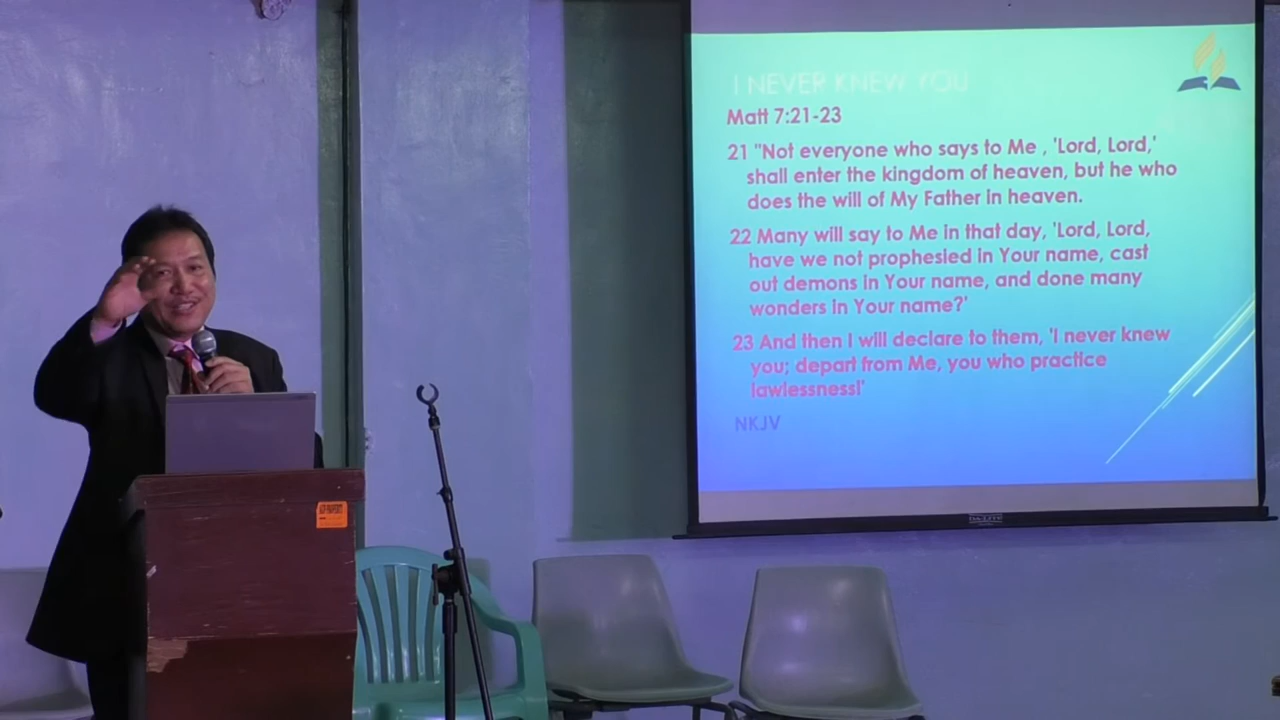 I NEVER KNEW YOU
Matt 7:21-23
21 "Not everyone who says to Me , 'Lord, Lord,'
shall enter the kingdom of heaven, but he who
does the will of My Father in heaven.
22 Many will say to Me in that day, 'Lord, Lord,
have we not prophesied in Your name, cast
out demons in Your name, and done many
wonders in Your name?'
23 And then I will declare to them, 'I never knew
you; depart from Me, you who practice
lawlessness!'
NKJV